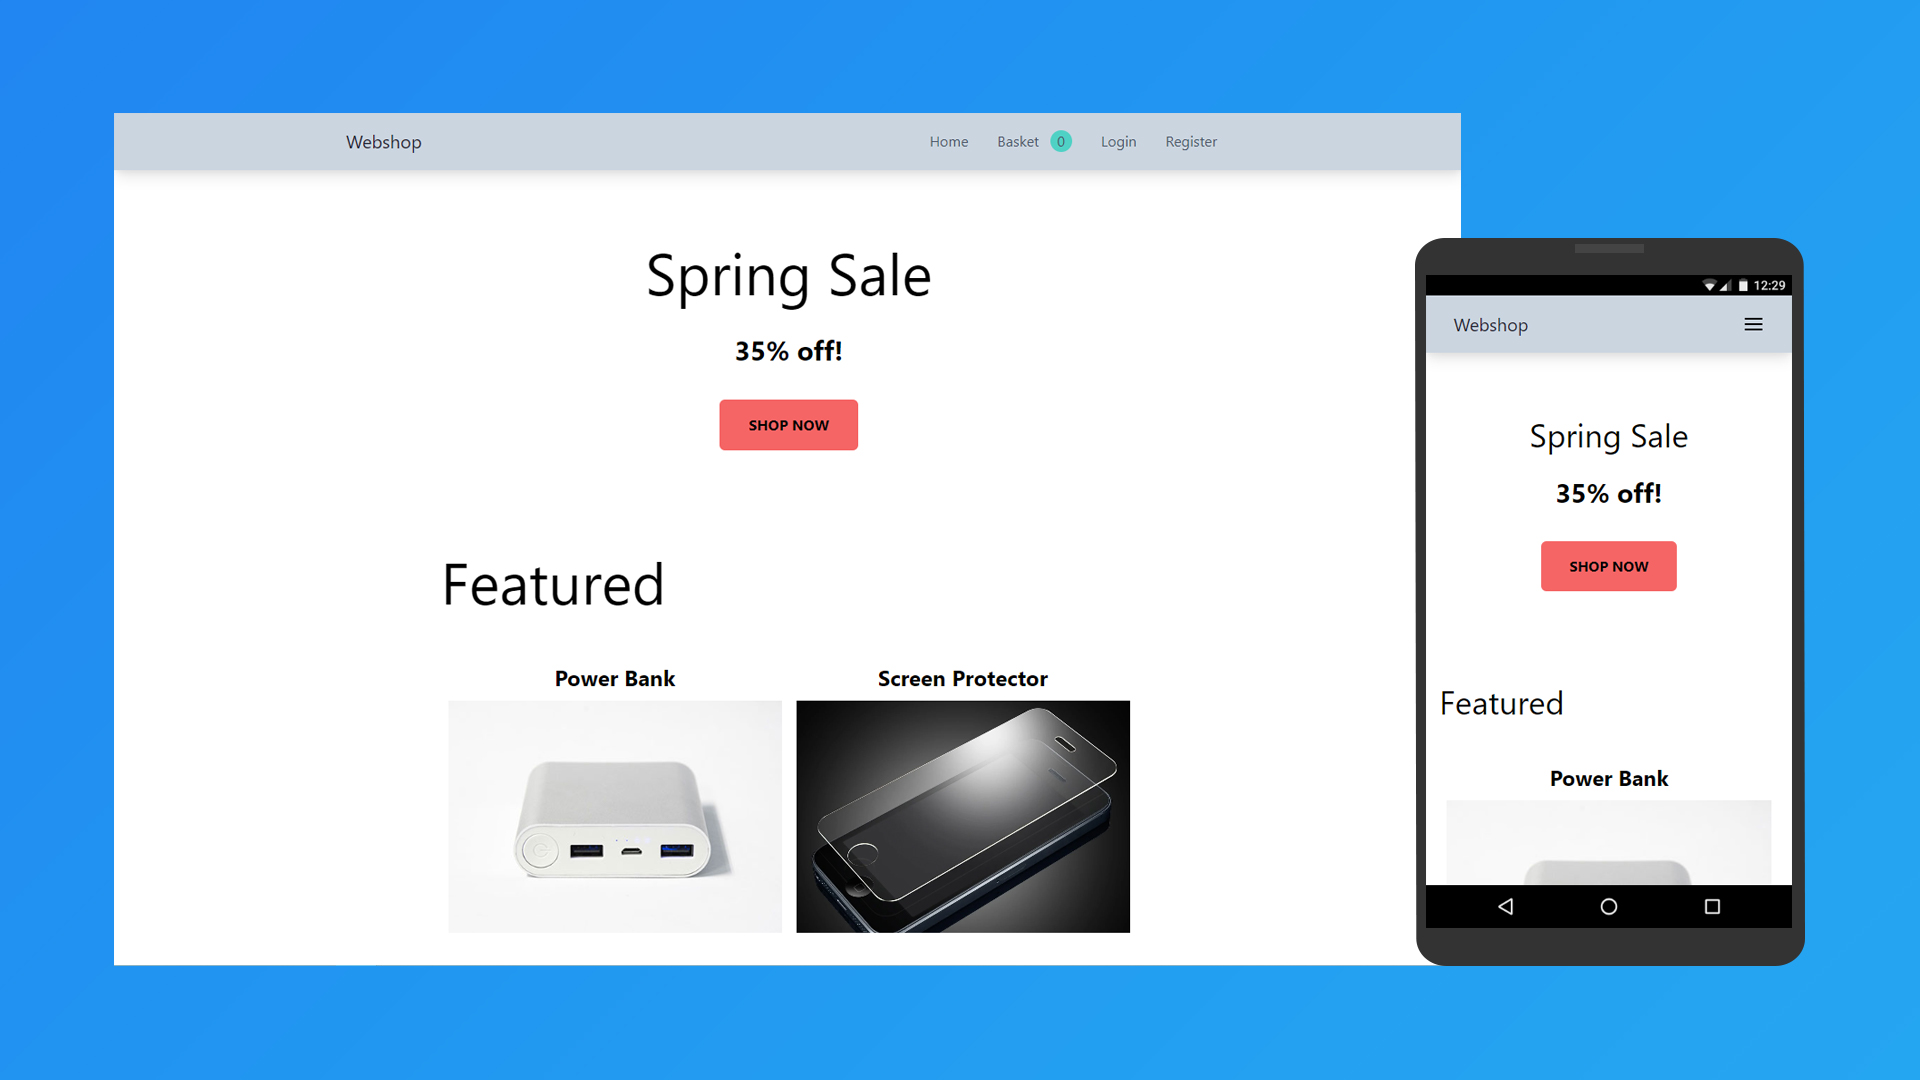 Webshop
Home Basket 0 Login Register
Spring Sale
35% off!
SHOP NOW
Featured
Power Bank Screen Protector
12:29
Webshop
Spring Sale
35% off!
SHOP NOW
Featured
Power Bank